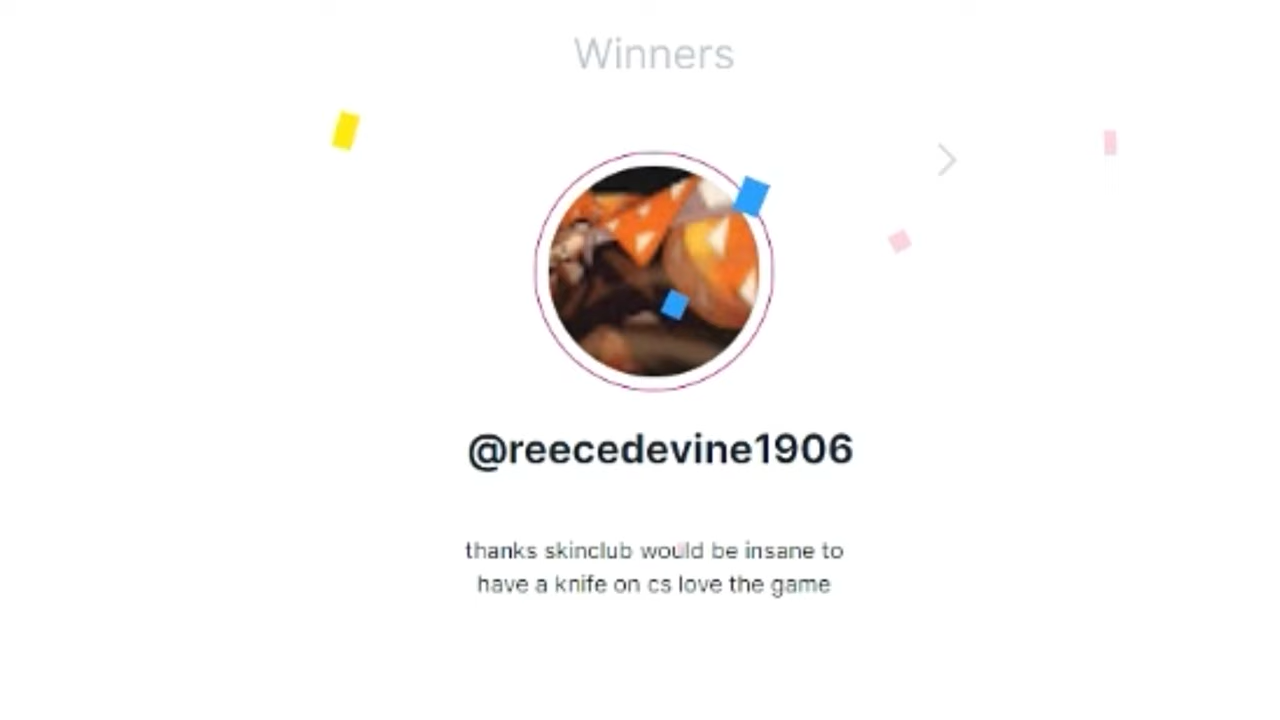 Winners
@reecedevine1906
thanks skinclub would be insane to
have a knife on cs love the game